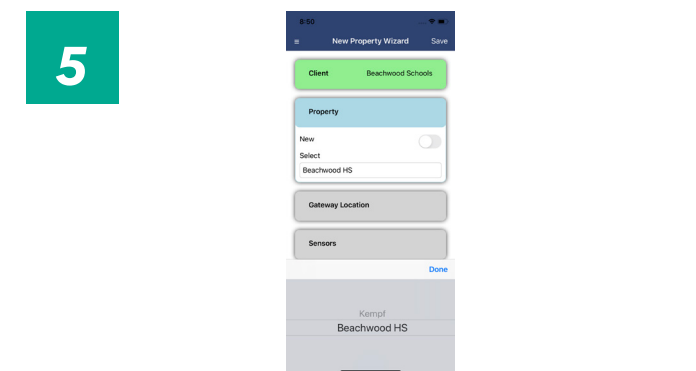 5
8:50
≡ New Property Wizard Save
Client Beachwood Schools
Property
New
Select
Beachwood HS
Gateway Location
Sensors
Done
Kempf
Beachwood HS